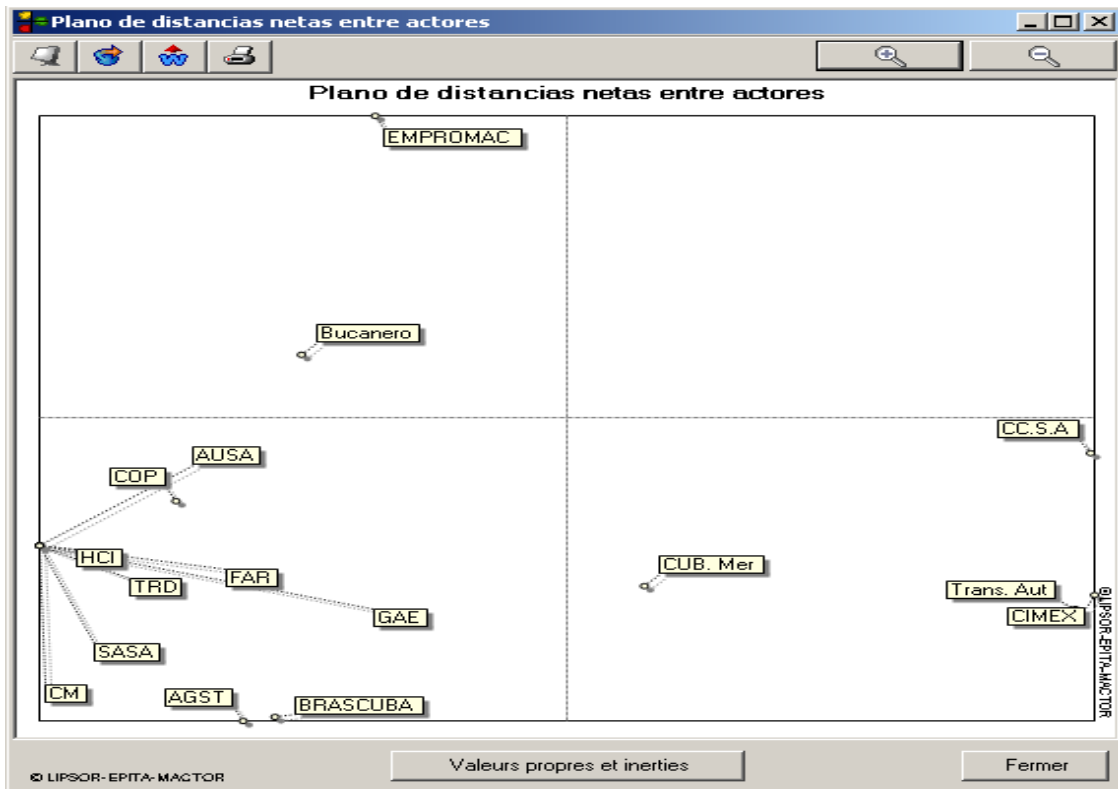 Plano de distancias netas entre actores
Plano de distancias netas entre actores
EMPROMAC
Bucanero
CC.S.A
AUSA
COP
HCI
TRD
FAR
GAE
CUB. Mer
Trans. Aut
CIMEX
SASA
CM
AGST
BRASCUBA
© LIPSOR-EPITA-MACTOR
© LIPSOR-EPITA-MACTOR
Valeurs propres et inerties
Fermer